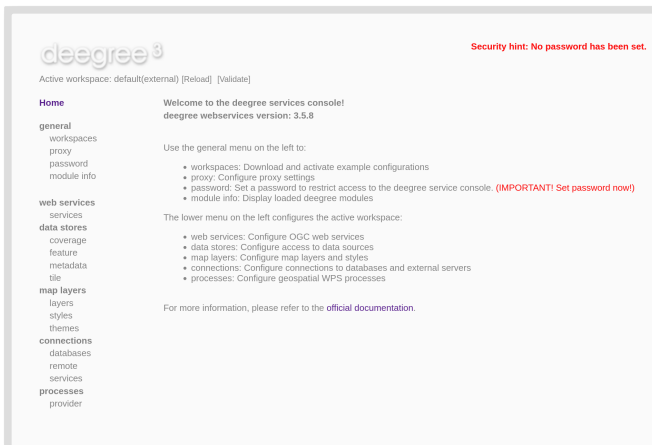 deegree 3
Security hint: No password has been set.
Active workspace: default(external) [Reload] [Validate]
Home
general
workspaces
proxy
password
module info
web services
services
data stores
coverage
feature
metadata
tile
map layers
layers
styles
themes
connections
databases
remote
services
processes
provider
Welcome to the deegree services console!
deegree webservices version: 3.5.8
Use the general menu on the left to:
• workspaces: Download and activate example configurations
• proxy: Configure proxy settings
• password: Set a password to restrict access to the deegree service console. (IMPORTANT! Set password now!)
• module info: Display loaded deegree modules
The lower menu on the left configures the active workspace:
• web services: Configure OGC web services
• data stores: Configure access to data sources
• map layers: Configure map layers and styles
• connections: Configure connections to databases and external servers
• processes: Configure geospatial WPS processes
For more information, please refer to the official documentation.